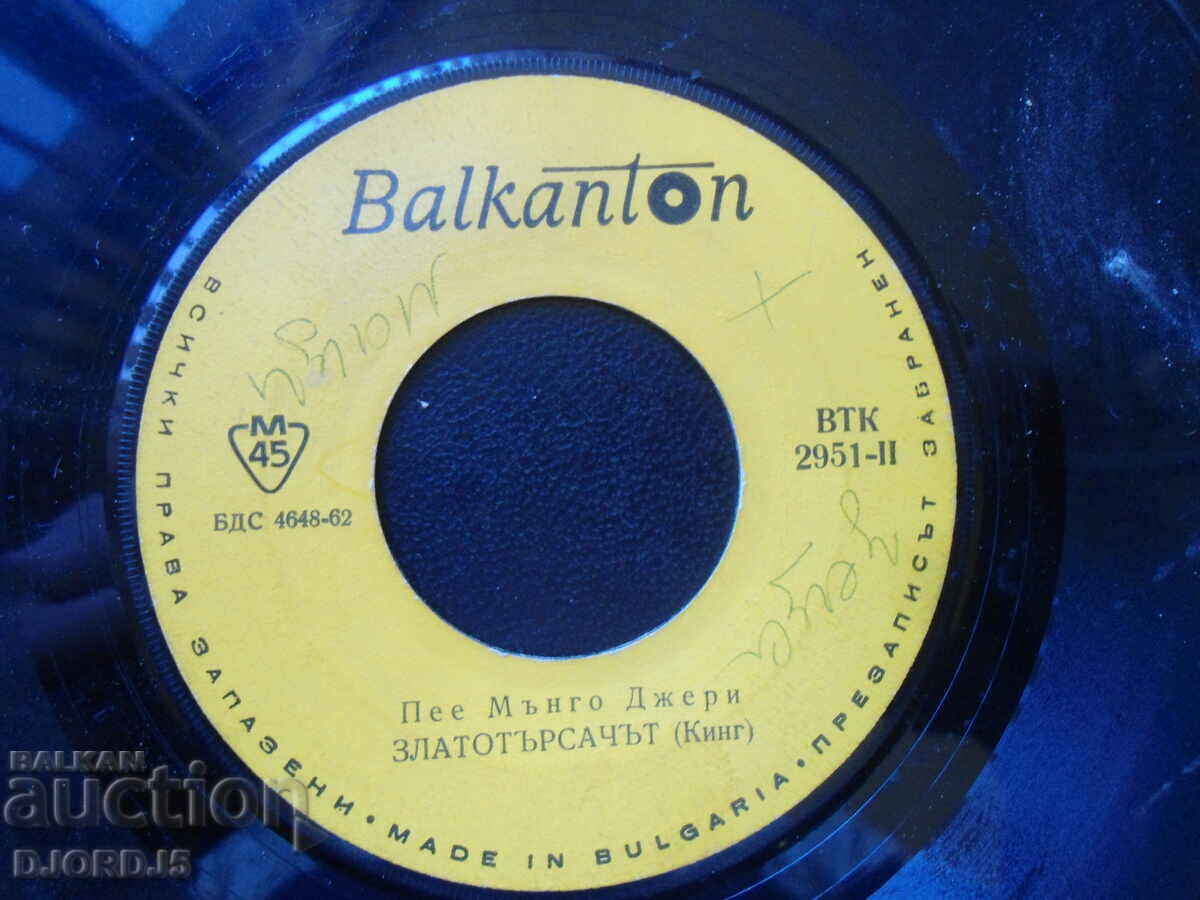 Balkanton
М
45
БДС 4648-62
ВТК
2951-II
Пее Мънго Джери
ЗЛАТОТЪРСАЧЪТ (Кинг)
ВСИЧКИ ПРАВА ЗАПАЗЕНИ • MADE IN BULGARIA • ПРЕЗАПИСЪТ ЗАБРАНЕН
BALKAN
auction
DJORDJ5